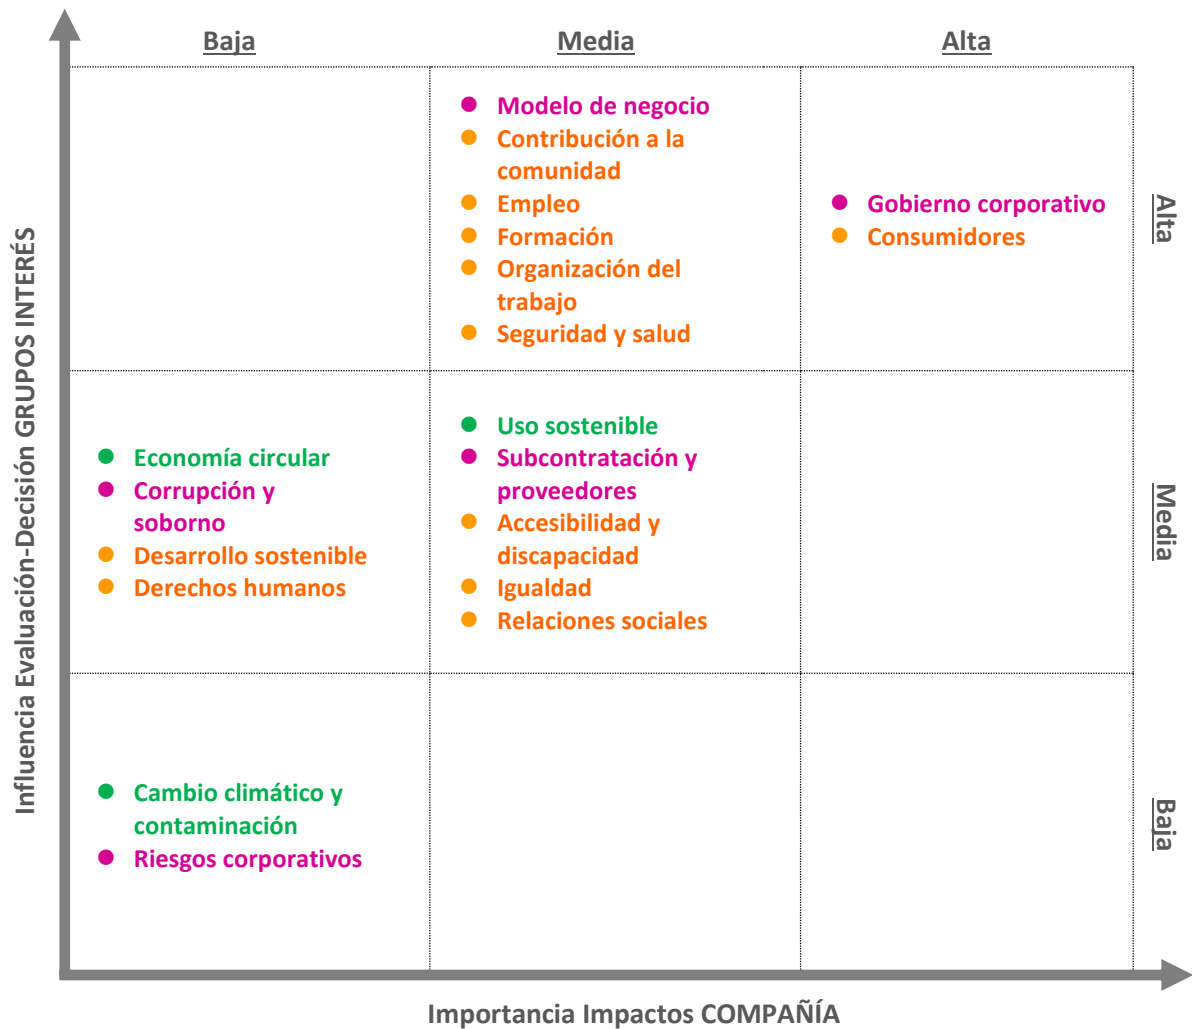 Baja
Media
Alta
Modelo de negocio
Contribución a la
comunidad
Empleo
Formación
Organización del
trabajo
Seguridad y salud
Gobierno corporativo
Consumidores
Alta
Influencia Evaluación-Decisión GRUPOS INTERÉS
Economía circular
Corrupción y
soborno
Desarrollo sostenible
Derechos humanos
Uso sostenible
Subcontratación y
proveedores
Accesibilidad y
discapacidad
Igualdad
Relaciones sociales
Media
Cambio climático y
contaminación
Riesgos corporativos
Baja
Importancia Impactos COMPAÑÍA